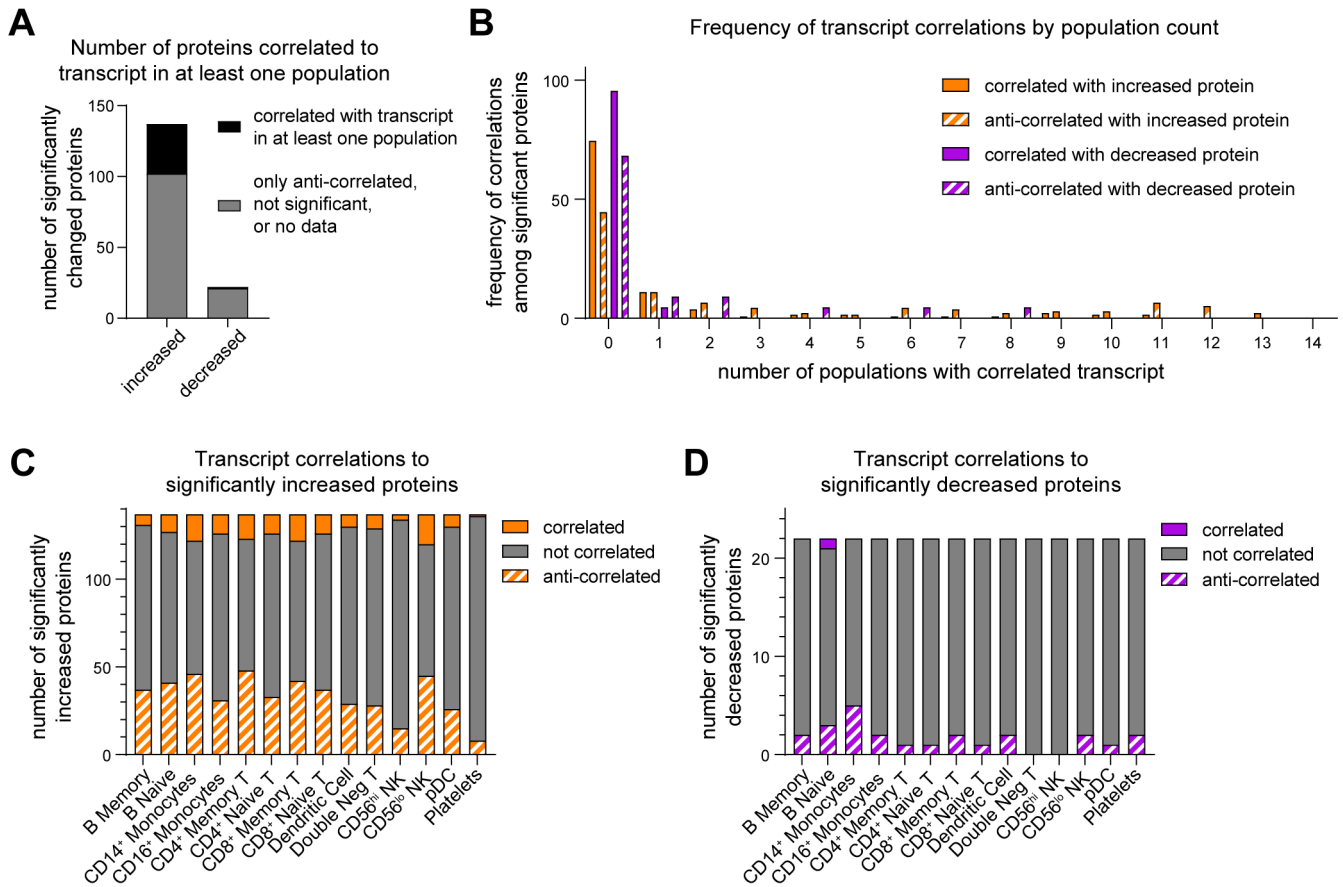 A
Number of proteins correlated to
transcript in at least one population
number of significantly
changed proteins
150
100
50
0
increased
decreased
correlated with transcript
in at least one population
only anti-correlated,
not significant,
or no data
B
Frequency of transcript correlations by population count
frequency of correlations
among significant proteins
100
50
0
correlated with increased protein
anti-correlated with increased protein
correlated with decreased protein
anti-correlated with decreased protein
0 1 2 3 4 5 6 7 8 9 10 11 12 13 14
number of populations with correlated transcript
C
Transcript correlations to
significantly increased proteins
number of significantly
increased proteins
100
50
0
correlated
not correlated
anti-correlated
B Memory
B Naive
CD14⁺ Monocytes
CD16⁺ Monocytes
CD4⁺ Memory T
CD4⁺ Naive T
CD8⁺ Memory T
CD8⁺ Naive T
Dendritic Cell
Double Neg T
CD56ʰⁱ NK
CD56ˡᵒ NK
pDC
Platelets
D
Transcript correlations to
significantly decreased proteins
number of significantly
decreased proteins
20
10
0
correlated
not correlated
anti-correlated
B Memory
B Naive
CD14⁺ Monocytes
CD16⁺ Monocytes
CD4⁺ Memory T
CD4⁺ Naive T
CD8⁺ Memory T
CD8⁺ Naive T
Dendritic Cell
Double Neg T
CD56ʰⁱ NK
CD56ˡᵒ NK
pDC
Platelets